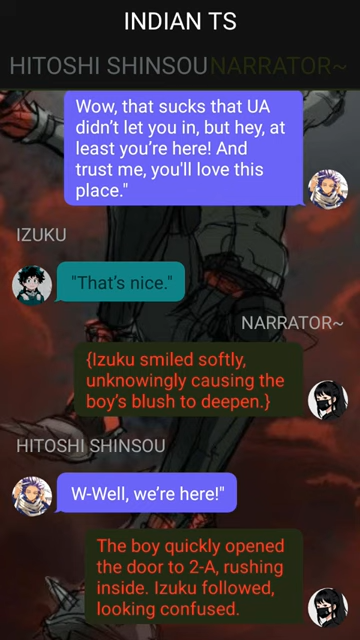 INDIAN TS
HITOSHI SHINSOU NARRATOR~
Wow, that sucks that UA
didn't let you in, but hey, at
least you're here! And
trust me, you'll love this
place."
IZUKU
"That's nice."
NARRATOR~
{Izuku smiled softly,
unknowingly causing the
boy's blush to deepen.}
HITOSHI SHINSOU
W-Well, we're here!"
The boy quickly opened
the door to 2-A, rushing
inside. Izuku followed,
looking confused.